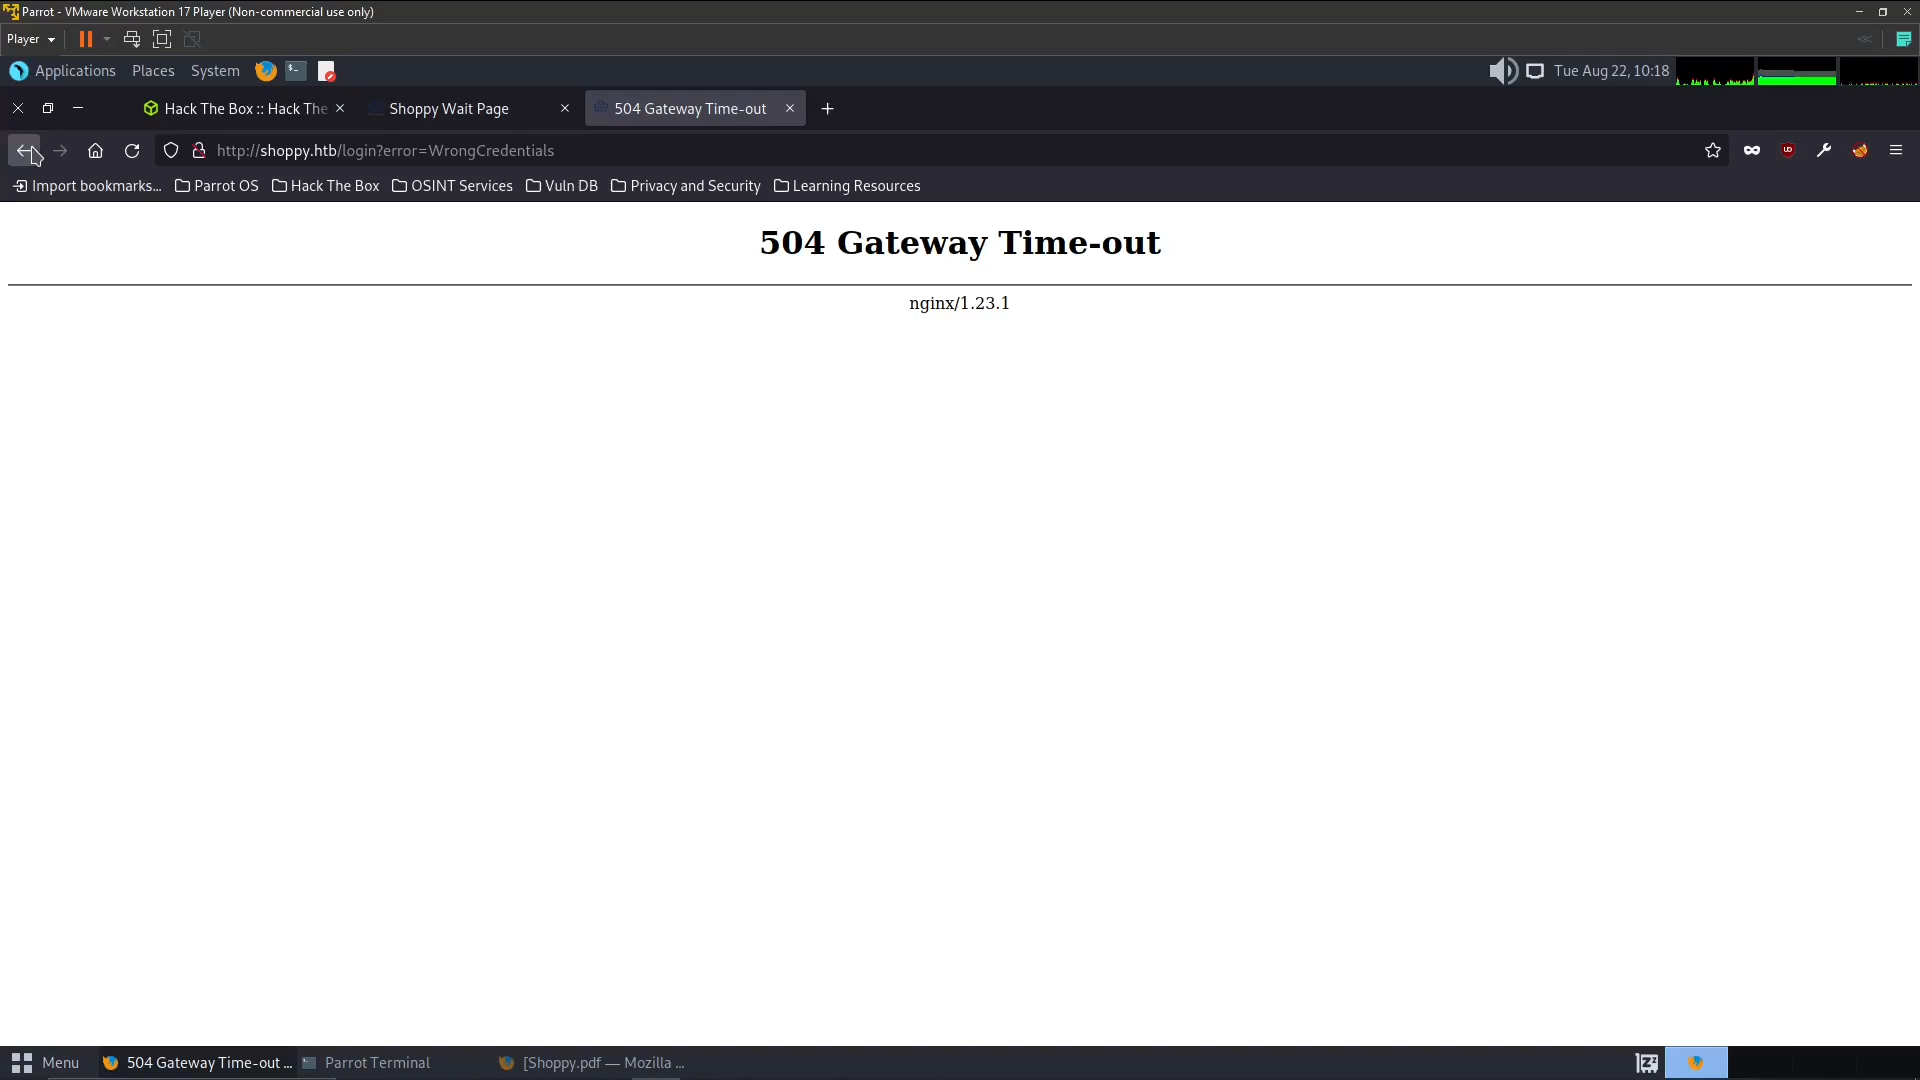 Parrot - VMware Workstation 17 Player (Non-commercial use only)
Player
Applications Places System Tue Aug 22, 10:18
Hack The Box :: Hack The Shoppy Wait Page 504 Gateway Time-out
http://shoppy.htb/login?error=WrongCredentials
Import bookmarks... Parrot OS Hack The Box OSINT Services Vuln DB Privacy and Security Learning Resources
504 Gateway Time-out
nginx/1.23.1
Menu 504 Gateway Time-out ... Parrot Terminal [Shoppy.pdf — Mozilla ...